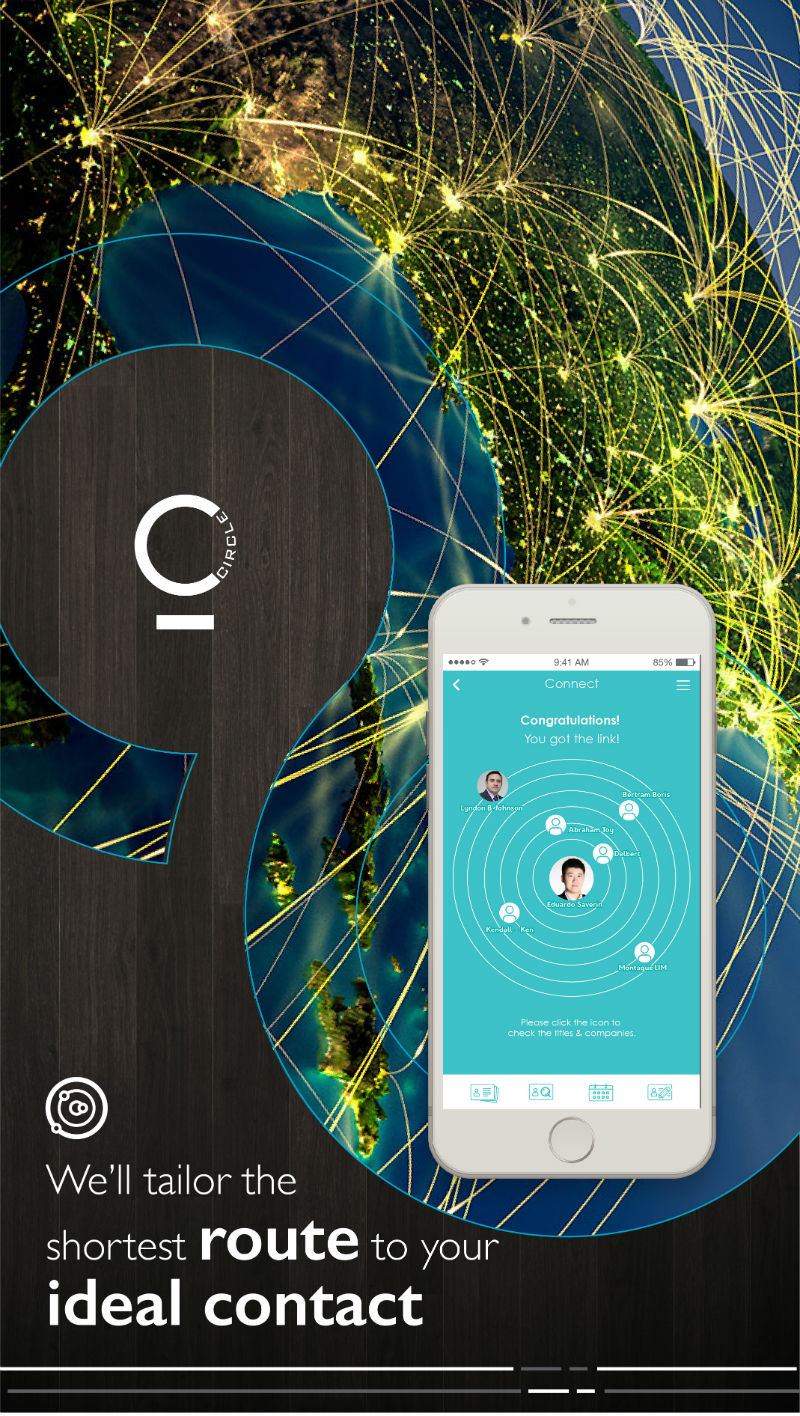 CIRCLE
9:41 AM
85%
Connect
Congratulations!
You got the link!
Lyndon B-Johnson
Bertram Boris
Abraham Toy
Delbert
Eduardo Saverin
Kendall Ken
Montague LIM
Please click the icon to
check the titles & companies.
We'll tailor the
shortest route to your
ideal contact